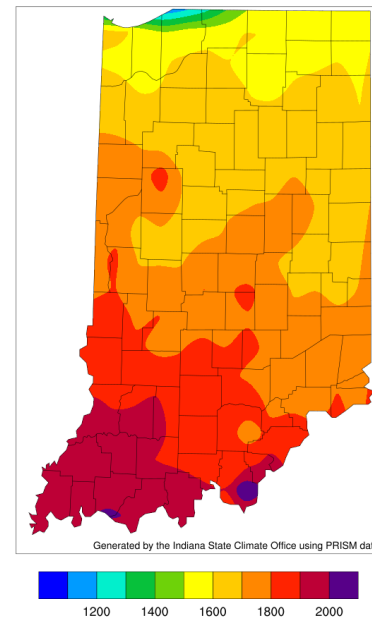 Generated by the Indiana State Climate Office using PRISM dat
1200 1400 1600 1800 2000